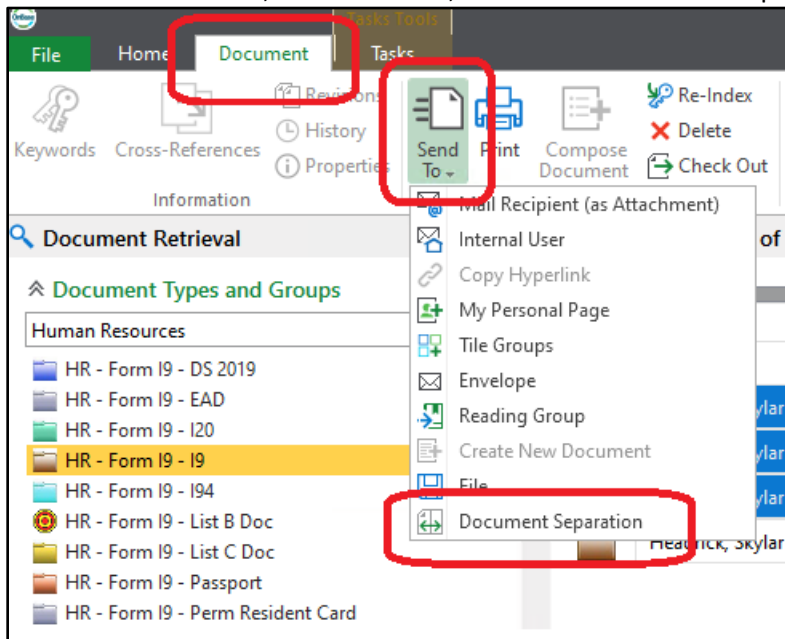 OnBase
Tasks Tools
File Home Document Tasks
Keywords
Cross-References
Revisions
History
Properties
Information
Send To
Print
Compose Document
Re-Index
Delete
Check Out
Document Retrieval
of
Document Types and Groups
Human Resources
HR - Form I9 - DS 2019
HR - Form I9 - EAD
HR - Form I9 - I20
HR - Form I9 - I9
HR - Form I9 - I94
HR - Form I9 - List B Doc
HR - Form I9 - List C Doc
HR - Form I9 - Passport
HR - Form I9 - Perm Resident Card
Mail Recipient (as Attachment)
Internal User
Copy Hyperlink
My Personal Page
Tile Groups
Envelope
Reading Group
Create New Document
File
Document Separation
ylar
ylar
ylar
Headrick, Skylar